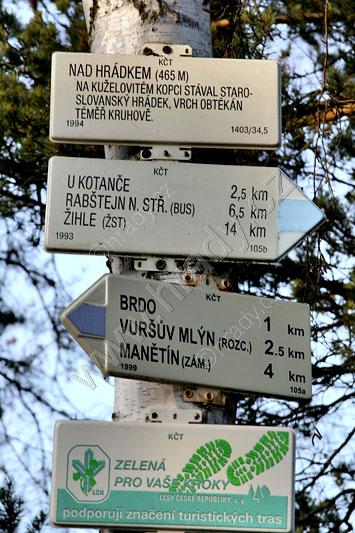 KČT
NAD HRÁDKEM (465 M)
NA KUŽELOVITÉM KOPCI STÁVAL STARO-
SLOVANSKÝ HRÁDEK, VRCH OBTÉKÁN
TÉMĚŘ KRUHOVĚ.
1994 1403/34,5
KČT
U KOTANČE 2,5 km
RABŠTEJN N. STŘ. (BUS) 6,5 km
ŽIHLE (ŽST) 14 km
1993 105b
KČT
BRDO 1 km
VURŠŮV MLÝN (ROZC.) 2.5 km
MANĚTÍN (ZÁM.) 4 km
1999 105a
KČT
ZELENÁ
PRO VAŠE KROKY
LČR
LESY ČESKÉ REPUBLIKY, s. p.
podporují značení turistických tras